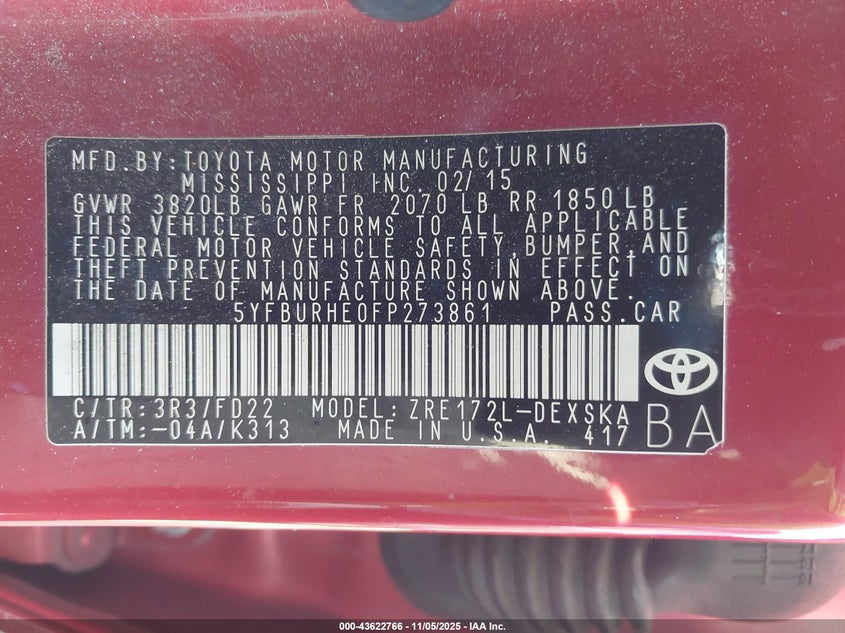 MFD.BY:TOYOTA MOTOR MANUFACTURING
MISSISSIPPI INC. 02/15
GVWR 3820LB GAWR FR 2070 LB RR 1850 LB
THIS VEHICLE CONFORMS TO ALL APPLICABLE
FEDERAL MOTOR VEHICLE SAFETY,BUMPER,AND
THEFT PREVENTION STANDARDS IN EFFECT ON
THE DATE OF MANUFACTURE SHOWN ABOVE.
5YFBURHE0FP273861 PASS.CAR
C/TR:3R3/FD22 MODEL: ZRE172L-DEXSKA
A/TM:-04A/K313 MADE IN U.S.A. 417
BA
000-43622766 - 11/05/2025 - IAA Inc.